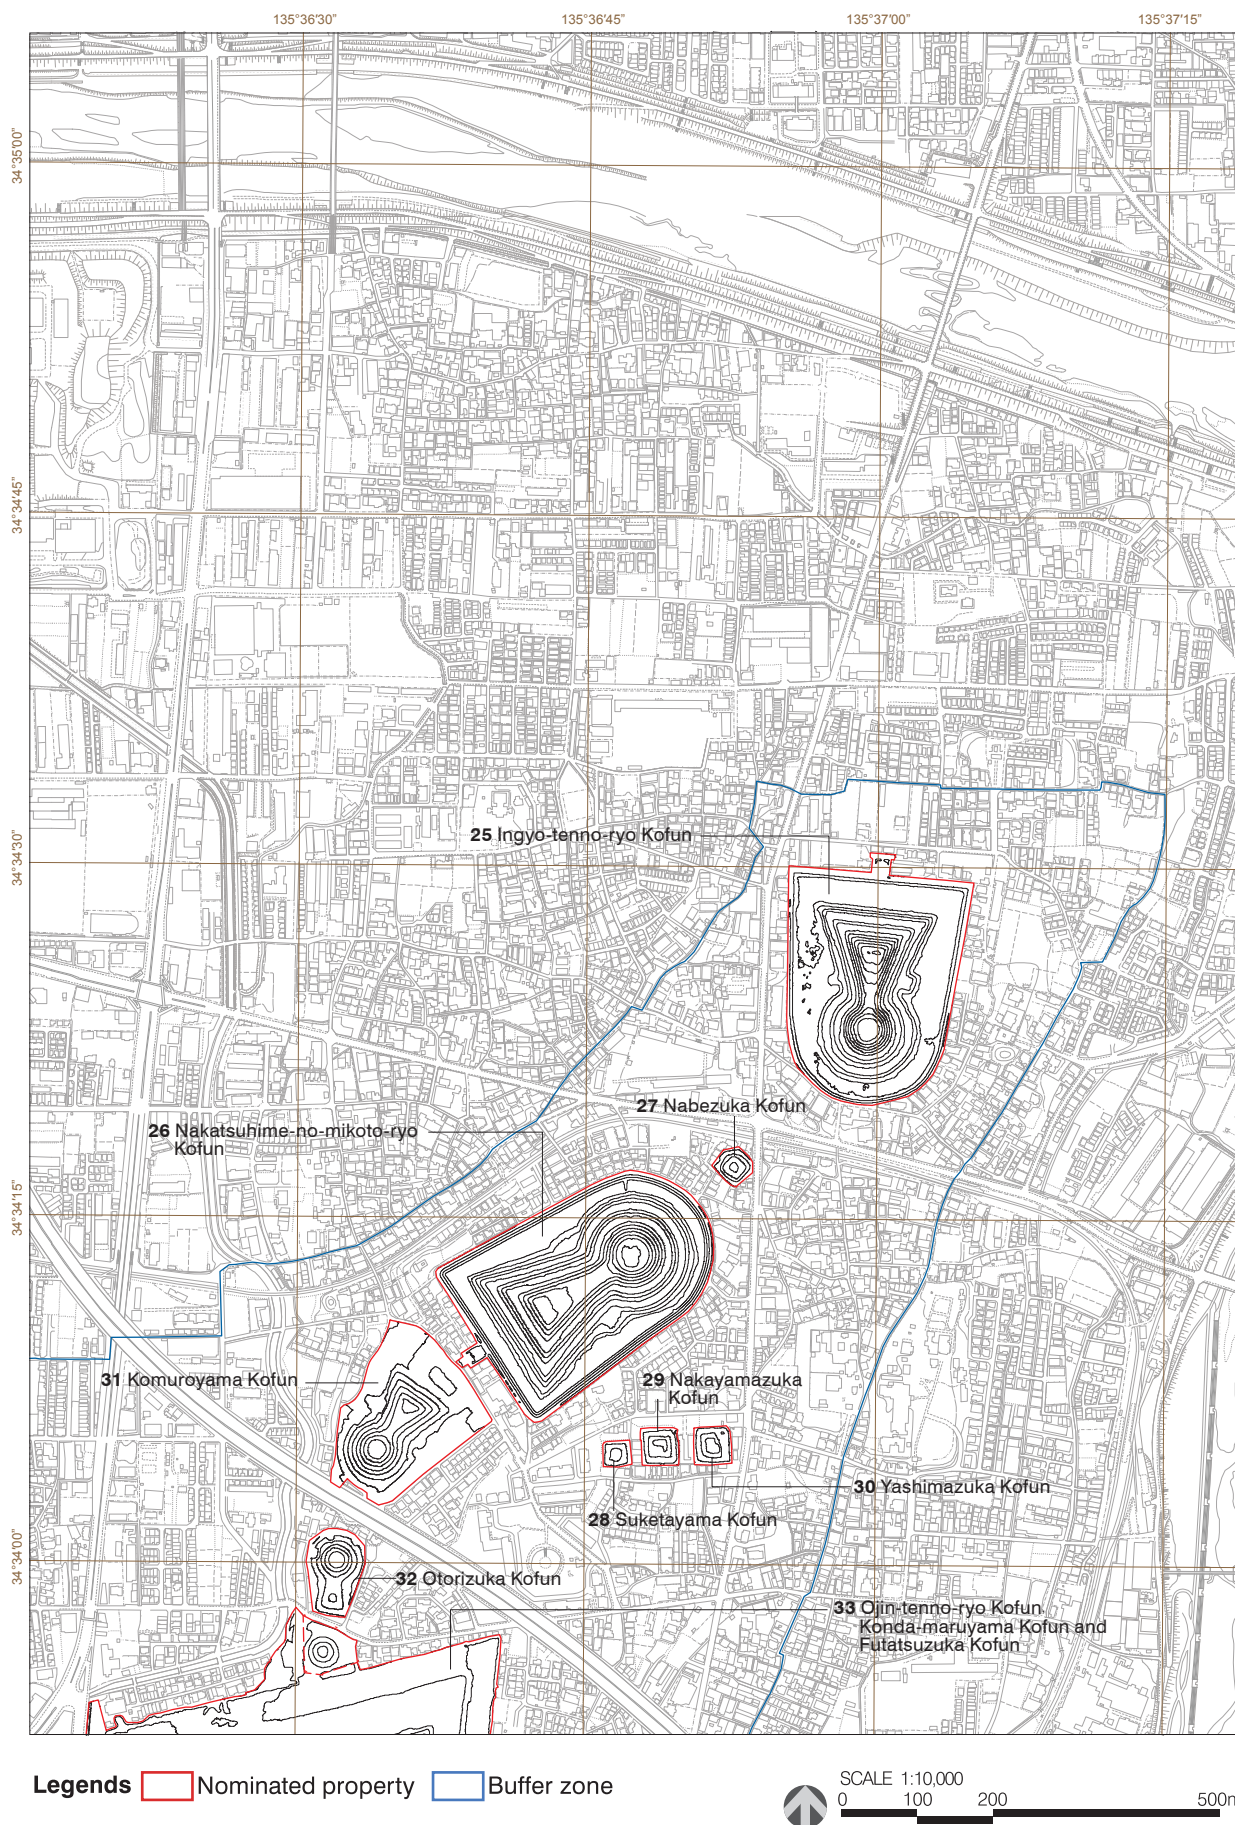 135°36'30" 135°36'45" 135°37'00" 135°37'15"
34°35'00"
34°34'45"
34°34'30"
34°34'15"
34°34'00"
25 Ingyo-tenno-ryo Kofun
27 Nabezuka Kofun
26 Nakatsuhime-no-mikoto-ryo
Kofun
31 Komuroyama Kofun
29 Nakayamazuka
Kofun
30 Yashimazuka Kofun
28 Suketayama Kofun
32 Otorizuka Kofun
33 Ojin-tenno-ryo Kofun,
Konda-maruyama Kofun and
Futatsuzuka Kofun
Legends Nominated property Buffer zone
SCALE 1:10,000
0 100 200 500m